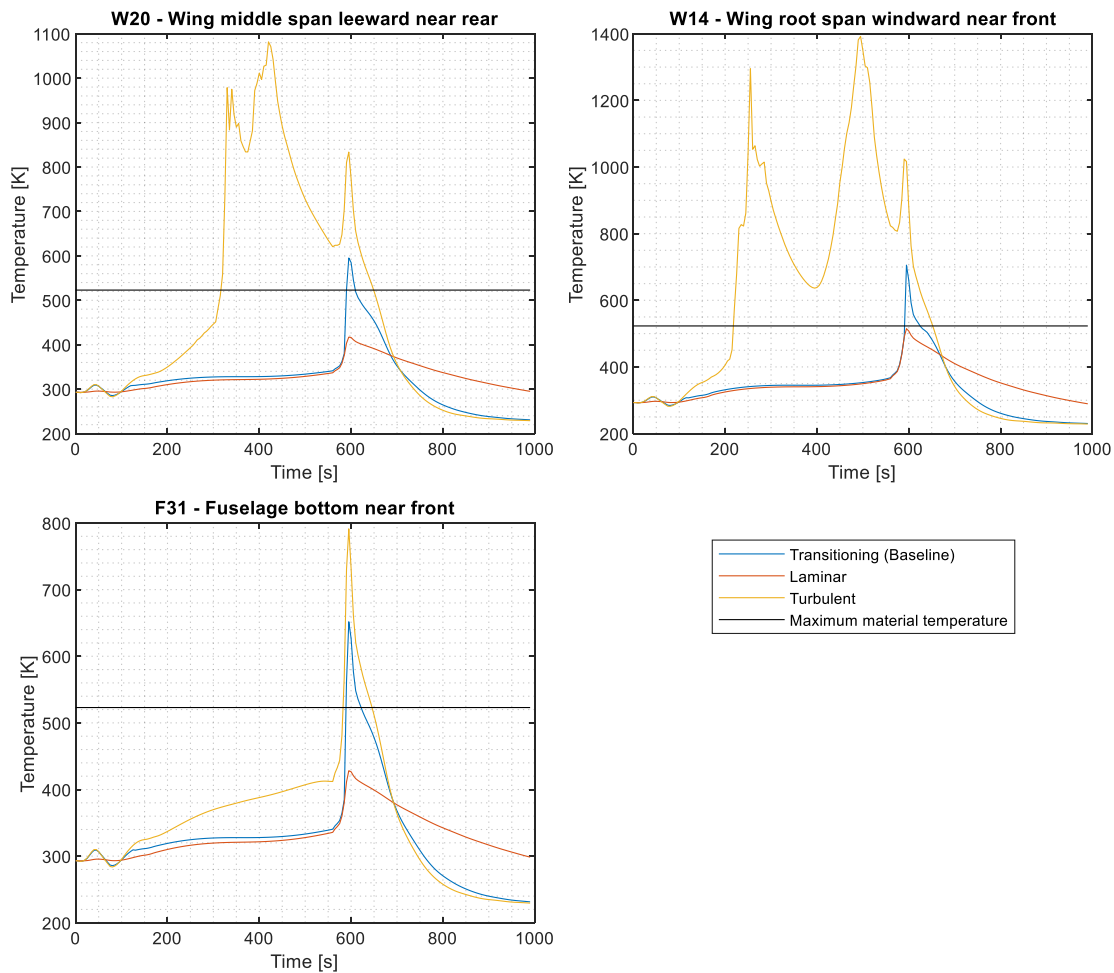 W20 - Wing middle span leeward near rear
1100
1000
900
800
700
600
500
400
300
200
Temperature [K]
0 200 400 600 800 1000
Time [s]
W14 - Wing root span windward near front
1400
1200
1000
800
600
400
200
Temperature [K]
0 200 400 600 800 1000
Time [s]
F31 - Fuselage bottom near front
800
700
600
500
400
300
200
Temperature [K]
0 200 400 600 800 1000
Time [s]
Transitioning (Baseline)
Laminar
Turbulent
Maximum material temperature